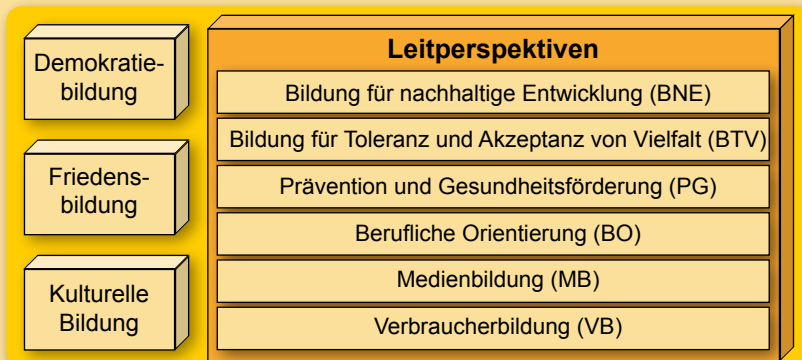 Demokratie-
bildung
Friedens-
bildung
Kulturelle
Bildung
Leitperspektiven
Bildung für nachhaltige Entwicklung (BNE)
Bildung für Toleranz und Akzeptanz von Vielfalt (BTV)
Prävention und Gesundheitsförderung (PG)
Berufliche Orientierung (BO)
Medienbildung (MB)
Verbraucherbildung (VB)